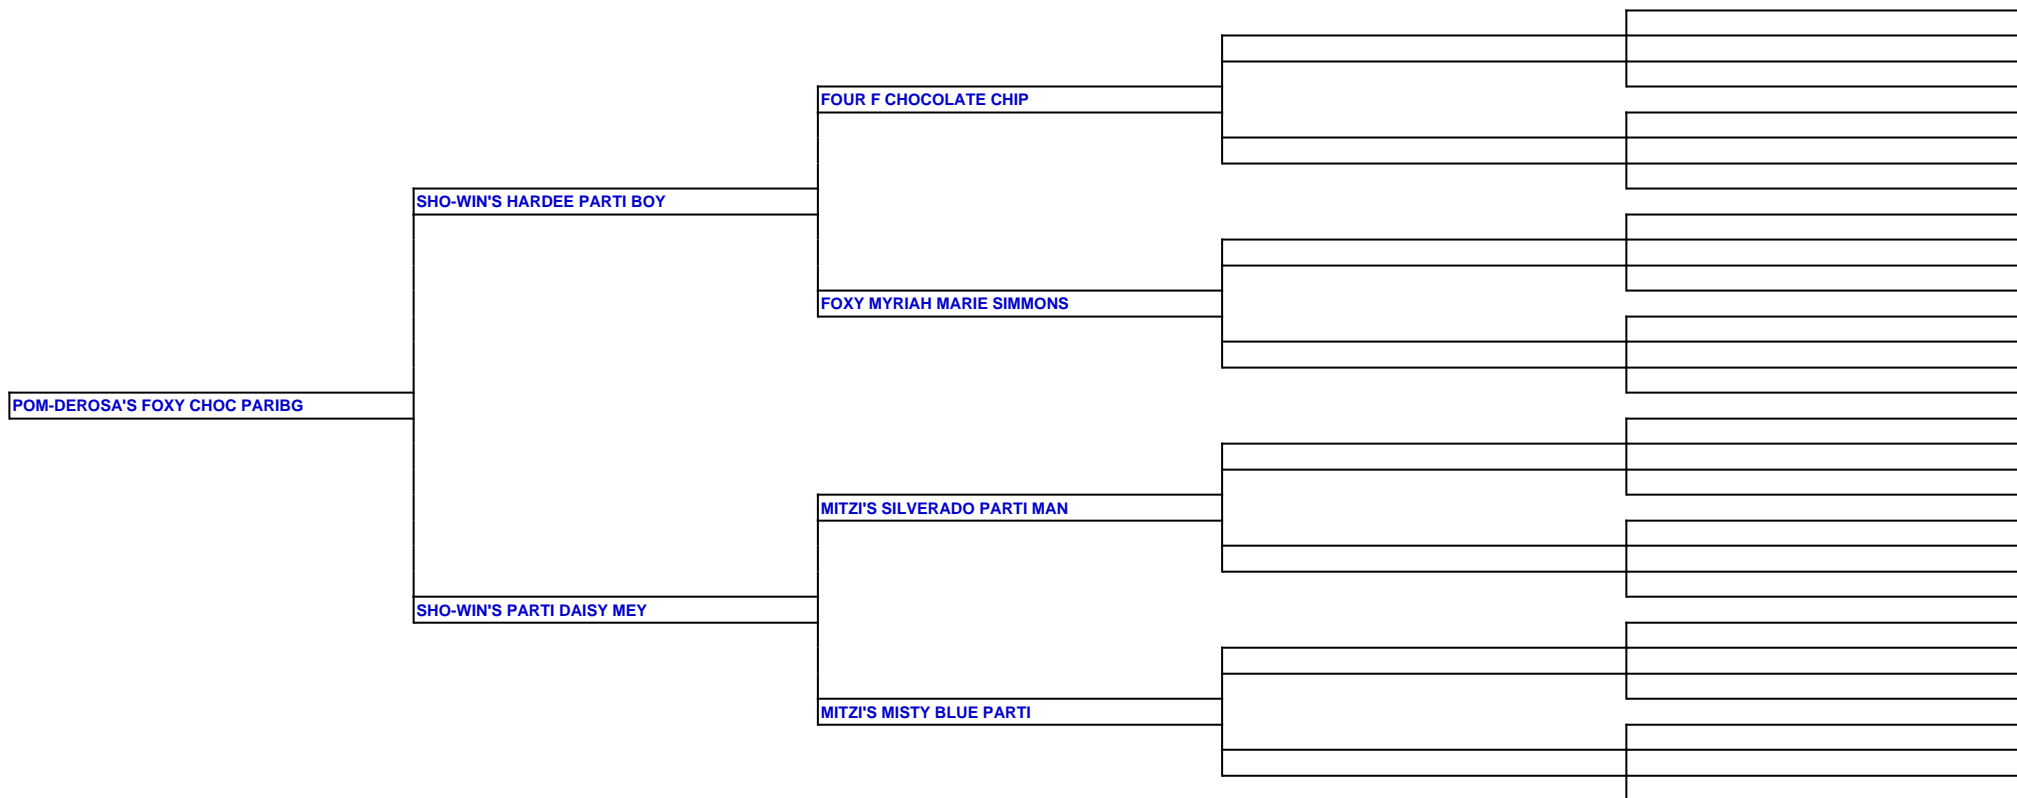 FOUR F CHOCOLATE CHIP
SHO-WIN'S HARDEE PARTI BOY
FOXY MYRIAH MARIE SIMMONS
POM-DEROSA'S FOXY CHOC PARIBG
MITZI'S SILVERADO PARTI MAN
SHO-WIN'S PARTI DAISY MEY
MITZI'S MISTY BLUE PARTI